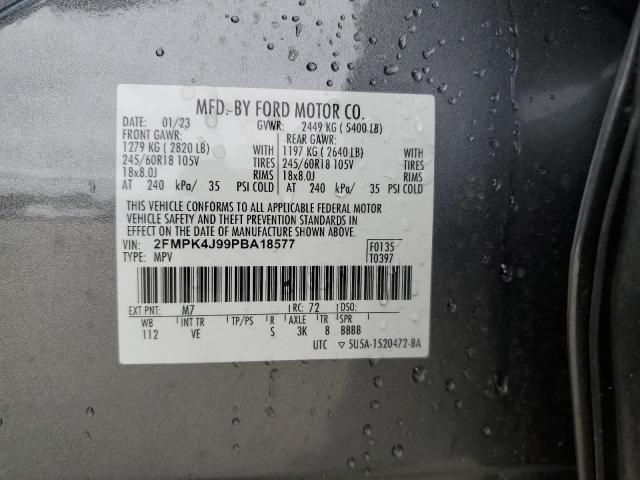 MFD. BY FORD MOTOR CO.
DATE: 01/23 GVWR: 2449 KG ( 5400 LB)
FRONT GAWR: REAR GAWR:
1279 KG ( 2820 LB) WITH 1197 KG ( 2640 LB) WITH
245/60R18 105V TIRES 245/60R18 105V TIRES
18x8.0J RIMS 18x8.0J RIMS
AT 240 kPa/ 35 PSI COLD AT 240 kPa/ 35 PSI COLD
THIS VEHICLE CONFORMS TO ALL APPLICABLE FEDERAL MOTOR
VEHICLE SAFETY AND THEFT PREVENTION STANDARDS IN
EFFECT ON THE DATE OF MANUFACTURE SHOWN ABOVE.
VIN: 2FMPK4J99PBA18577 F0135
TYPE: MPV T0397
EXT PNT: M7 RC: 72 DSO:
WB INT TR TP/PS R AXLE TR SPR
112 VE S 3K 8 BBBB
UTC ▽5U5A-1520472-BA